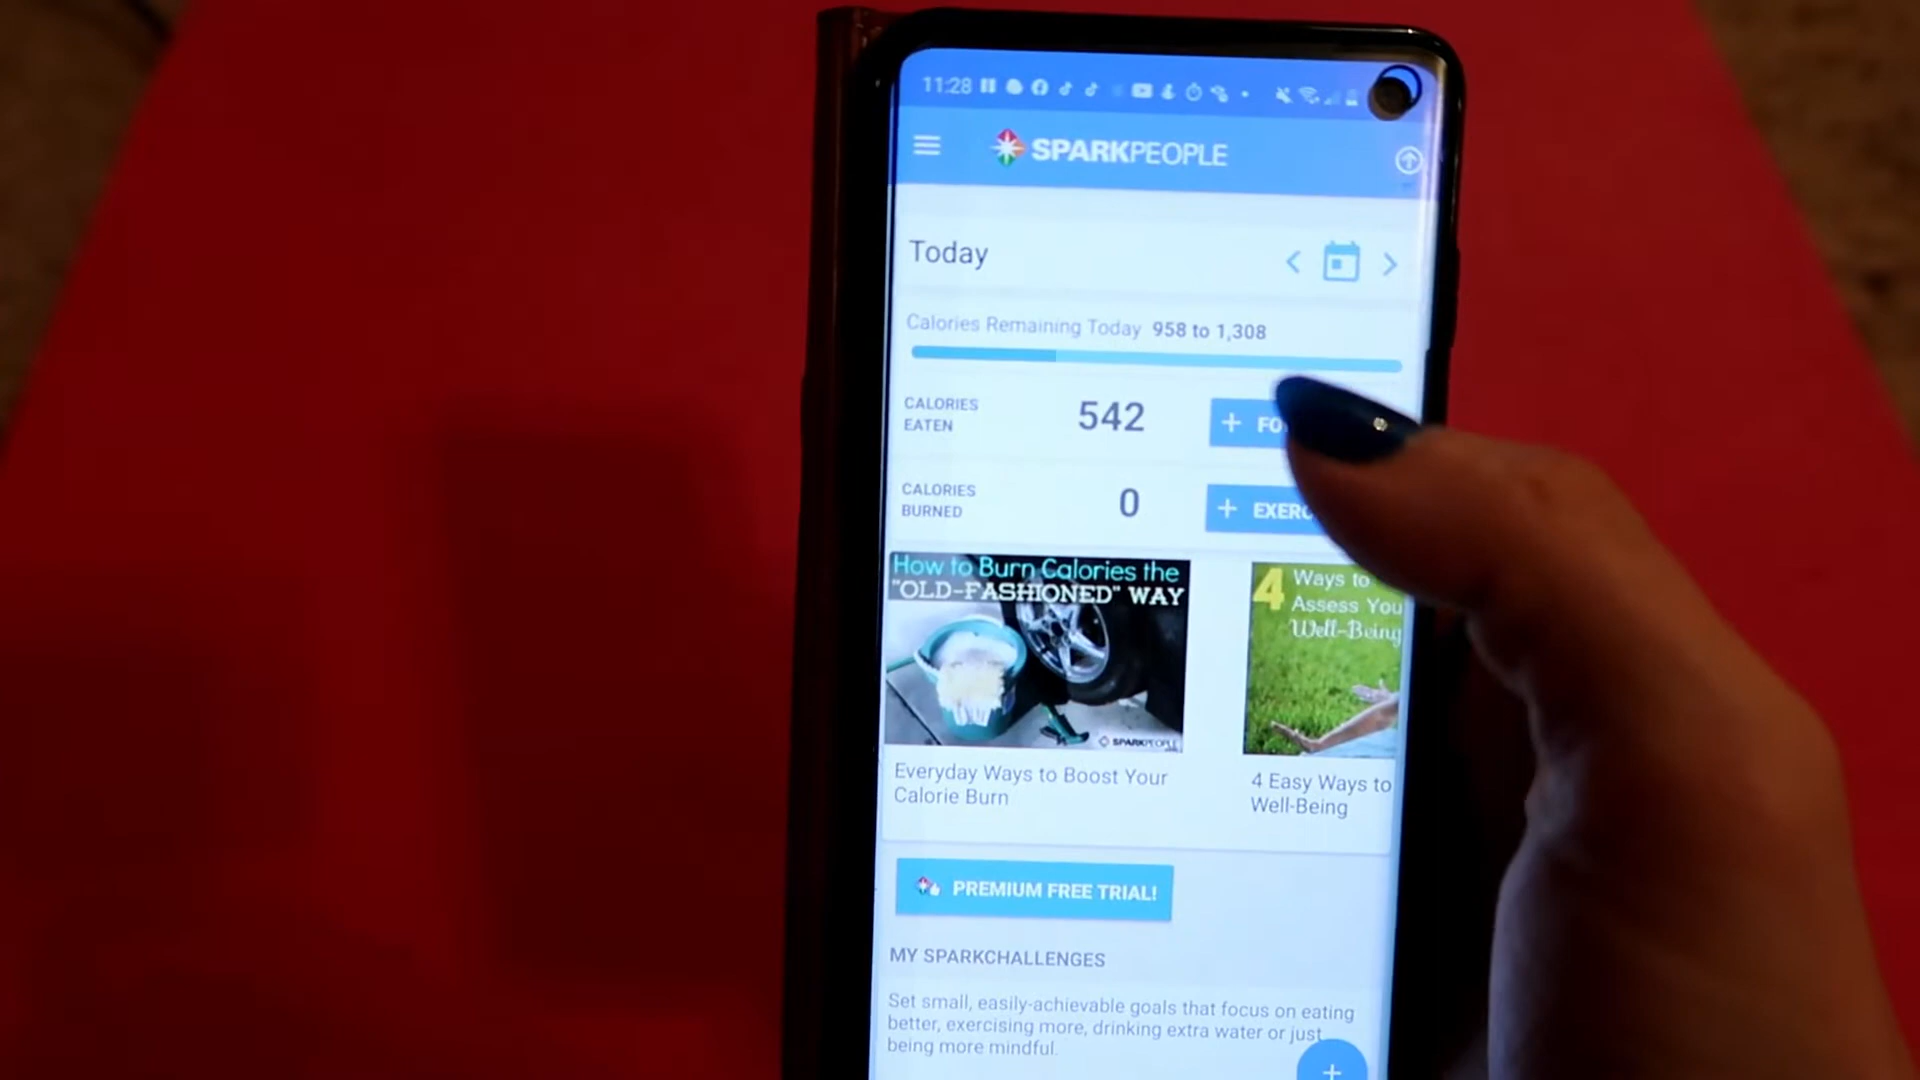 11:28
SPARKPEOPLE
Today
Calories Remaining Today 958 to 1,308
CALORIES
EATEN
542
+ FO
CALORIES
BURNED
0
+ EXERC
How to Burn Calories the
"OLD-FASHIONED" WAY
SPARKPEOPLE
Everyday Ways to Boost Your
Calorie Burn
4 Ways to
Assess You
Well-Being
4 Easy Ways to
Well-Being
PREMIUM FREE TRIAL!
MY SPARKCHALLENGES
Set small, easily-achievable goals that focus on eating
better, exercising more, drinking extra water or just
being more mindful.
+